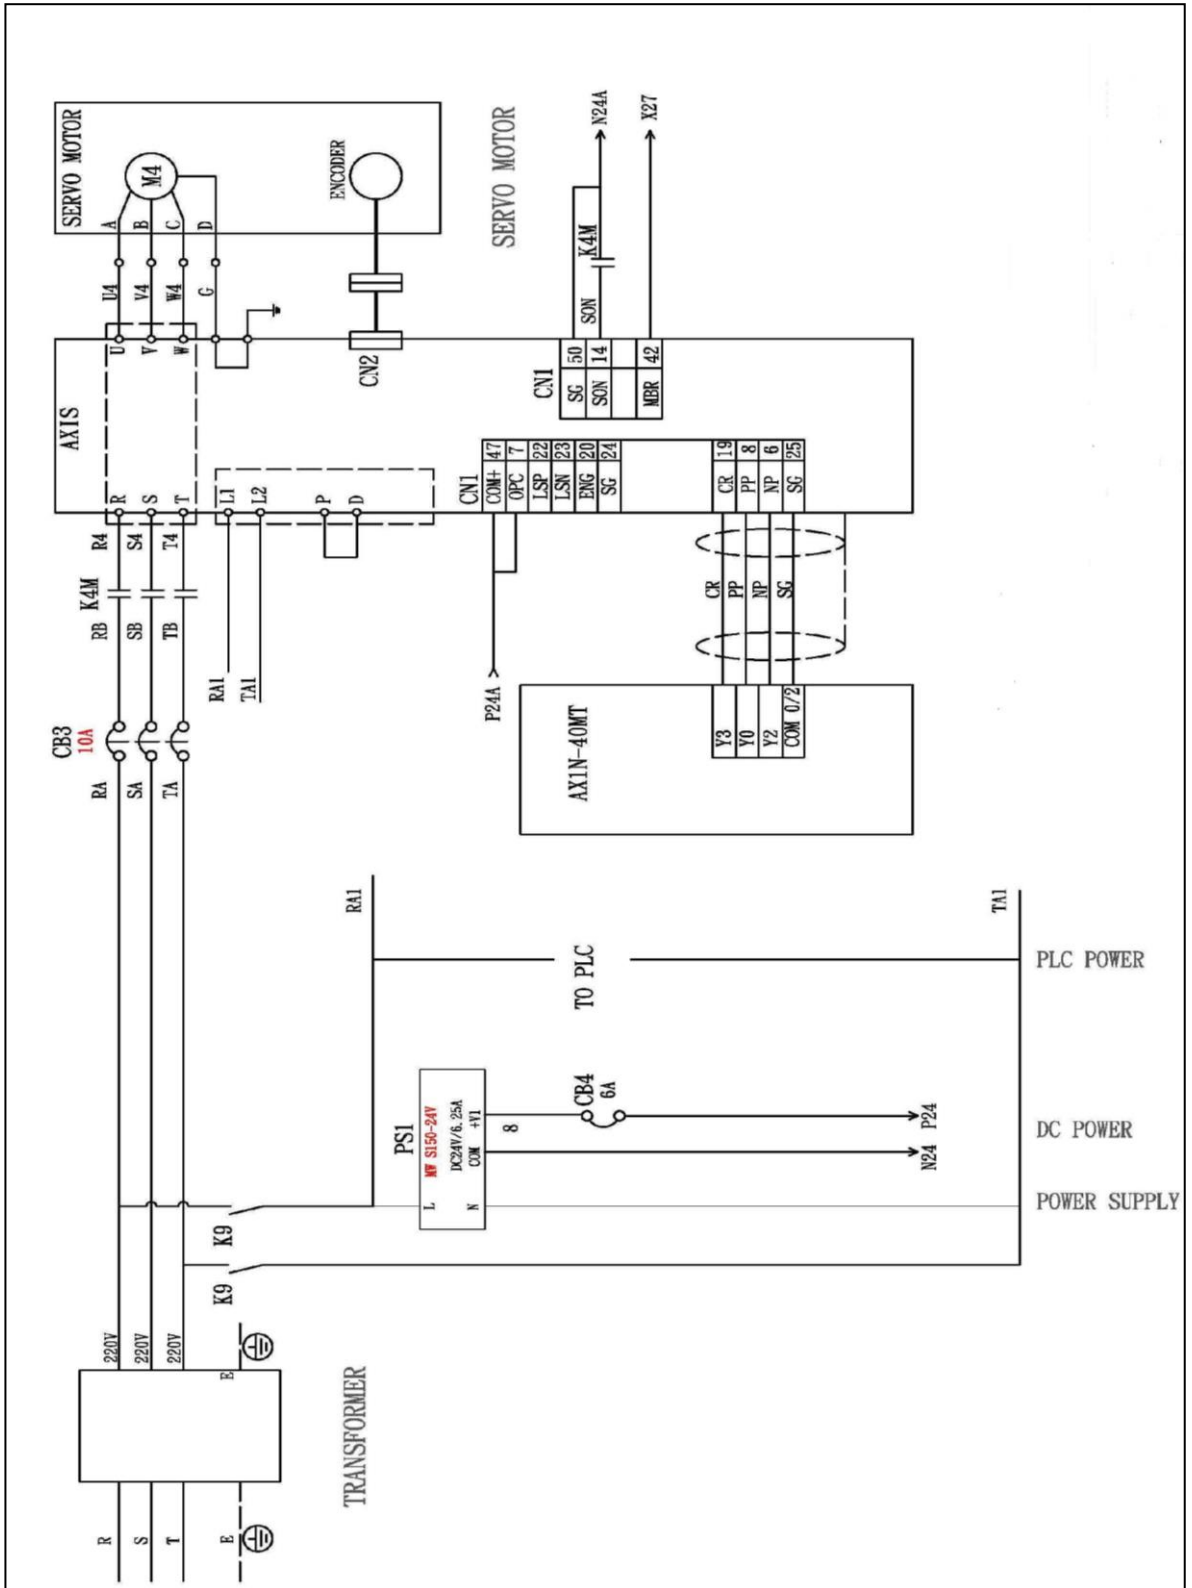 R
S
T
E
TRANSFORMER
220V
220V
220V
E
K9
K9
RA
SA
TA
CB3
10A
RB
SB
TB
K4M
R4
S4
T4
R
S
T
L1
L2
P
D
RA1
TA1
AXIS
U
V
W
U4
V4
W4
G
A
B
C
D
SERVO MOTOR
M4
ENCODER
CN2
SERVO MOTOR
PS1
MW S150-24V
DC24V/6.25A
COM +V1
L
N
8
CB4
6A
N24
P24
RA1
TO PLC
TA1
POWER SUPPLY
DC POWER
PLC POWER
AX1N-40MT
Y3
Y0
Y2
COM 0/2
CR
PP
NP
SG
P24A
CN1
COM+ 47
OPC 7
LSP 22
LSN 23
ENG 20
SG 24
CR 19
PP 8
NP 6
SG 25
CN1
SG 50
SON 14
MBR 42
SON
K4M
N24A
X27